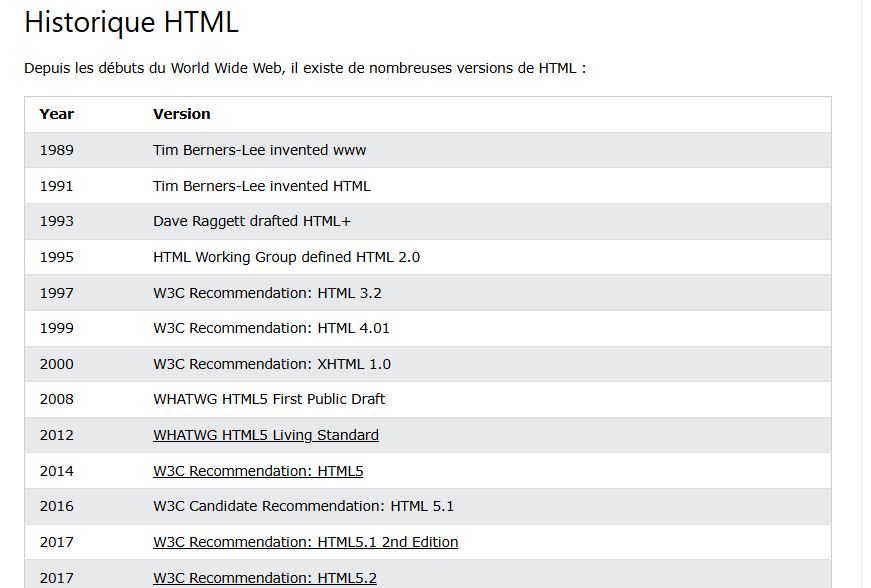 Historique HTML
Depuis les débuts du World Wide Web, il existe de nombreuses versions de HTML :
Year Version
1989 Tim Berners-Lee invented www
1991 Tim Berners-Lee invented HTML
1993 Dave Raggett drafted HTML+
1995 HTML Working Group defined HTML 2.0
1997 W3C Recommendation: HTML 3.2
1999 W3C Recommendation: HTML 4.01
2000 W3C Recommendation: XHTML 1.0
2008 WHATWG HTML5 First Public Draft
2012 WHATWG HTML5 Living Standard
2014 W3C Recommendation: HTML5
2016 W3C Candidate Recommendation: HTML 5.1
2017 W3C Recommendation: HTML5.1 2nd Edition
2017 W3C Recommendation: HTML5.2